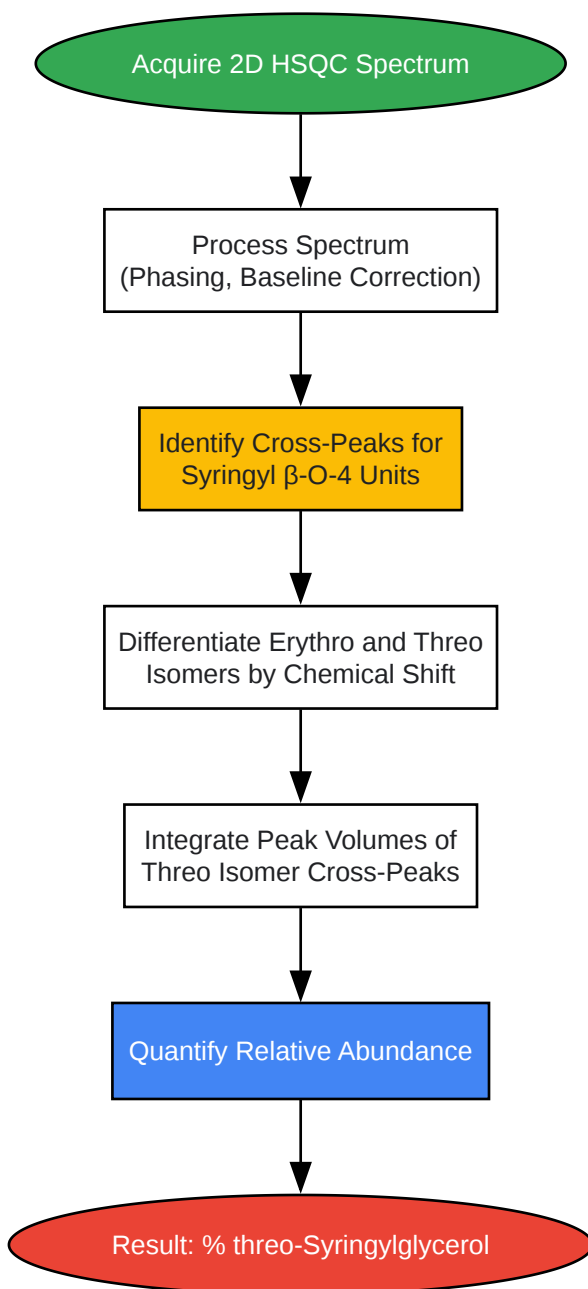 Acquire 2D HSQC Spectrum
Process Spectrum
(Phasing, Baseline Correction)
Identify Cross-Peaks for
Syringyl β-O-4 Units
Differentiate Erythro and Threo
Isomers by Chemical Shift
Integrate Peak Volumes of
Threo Isomer Cross-Peaks
Quantify Relative Abundance
Result: % threo-Syringylglycerol